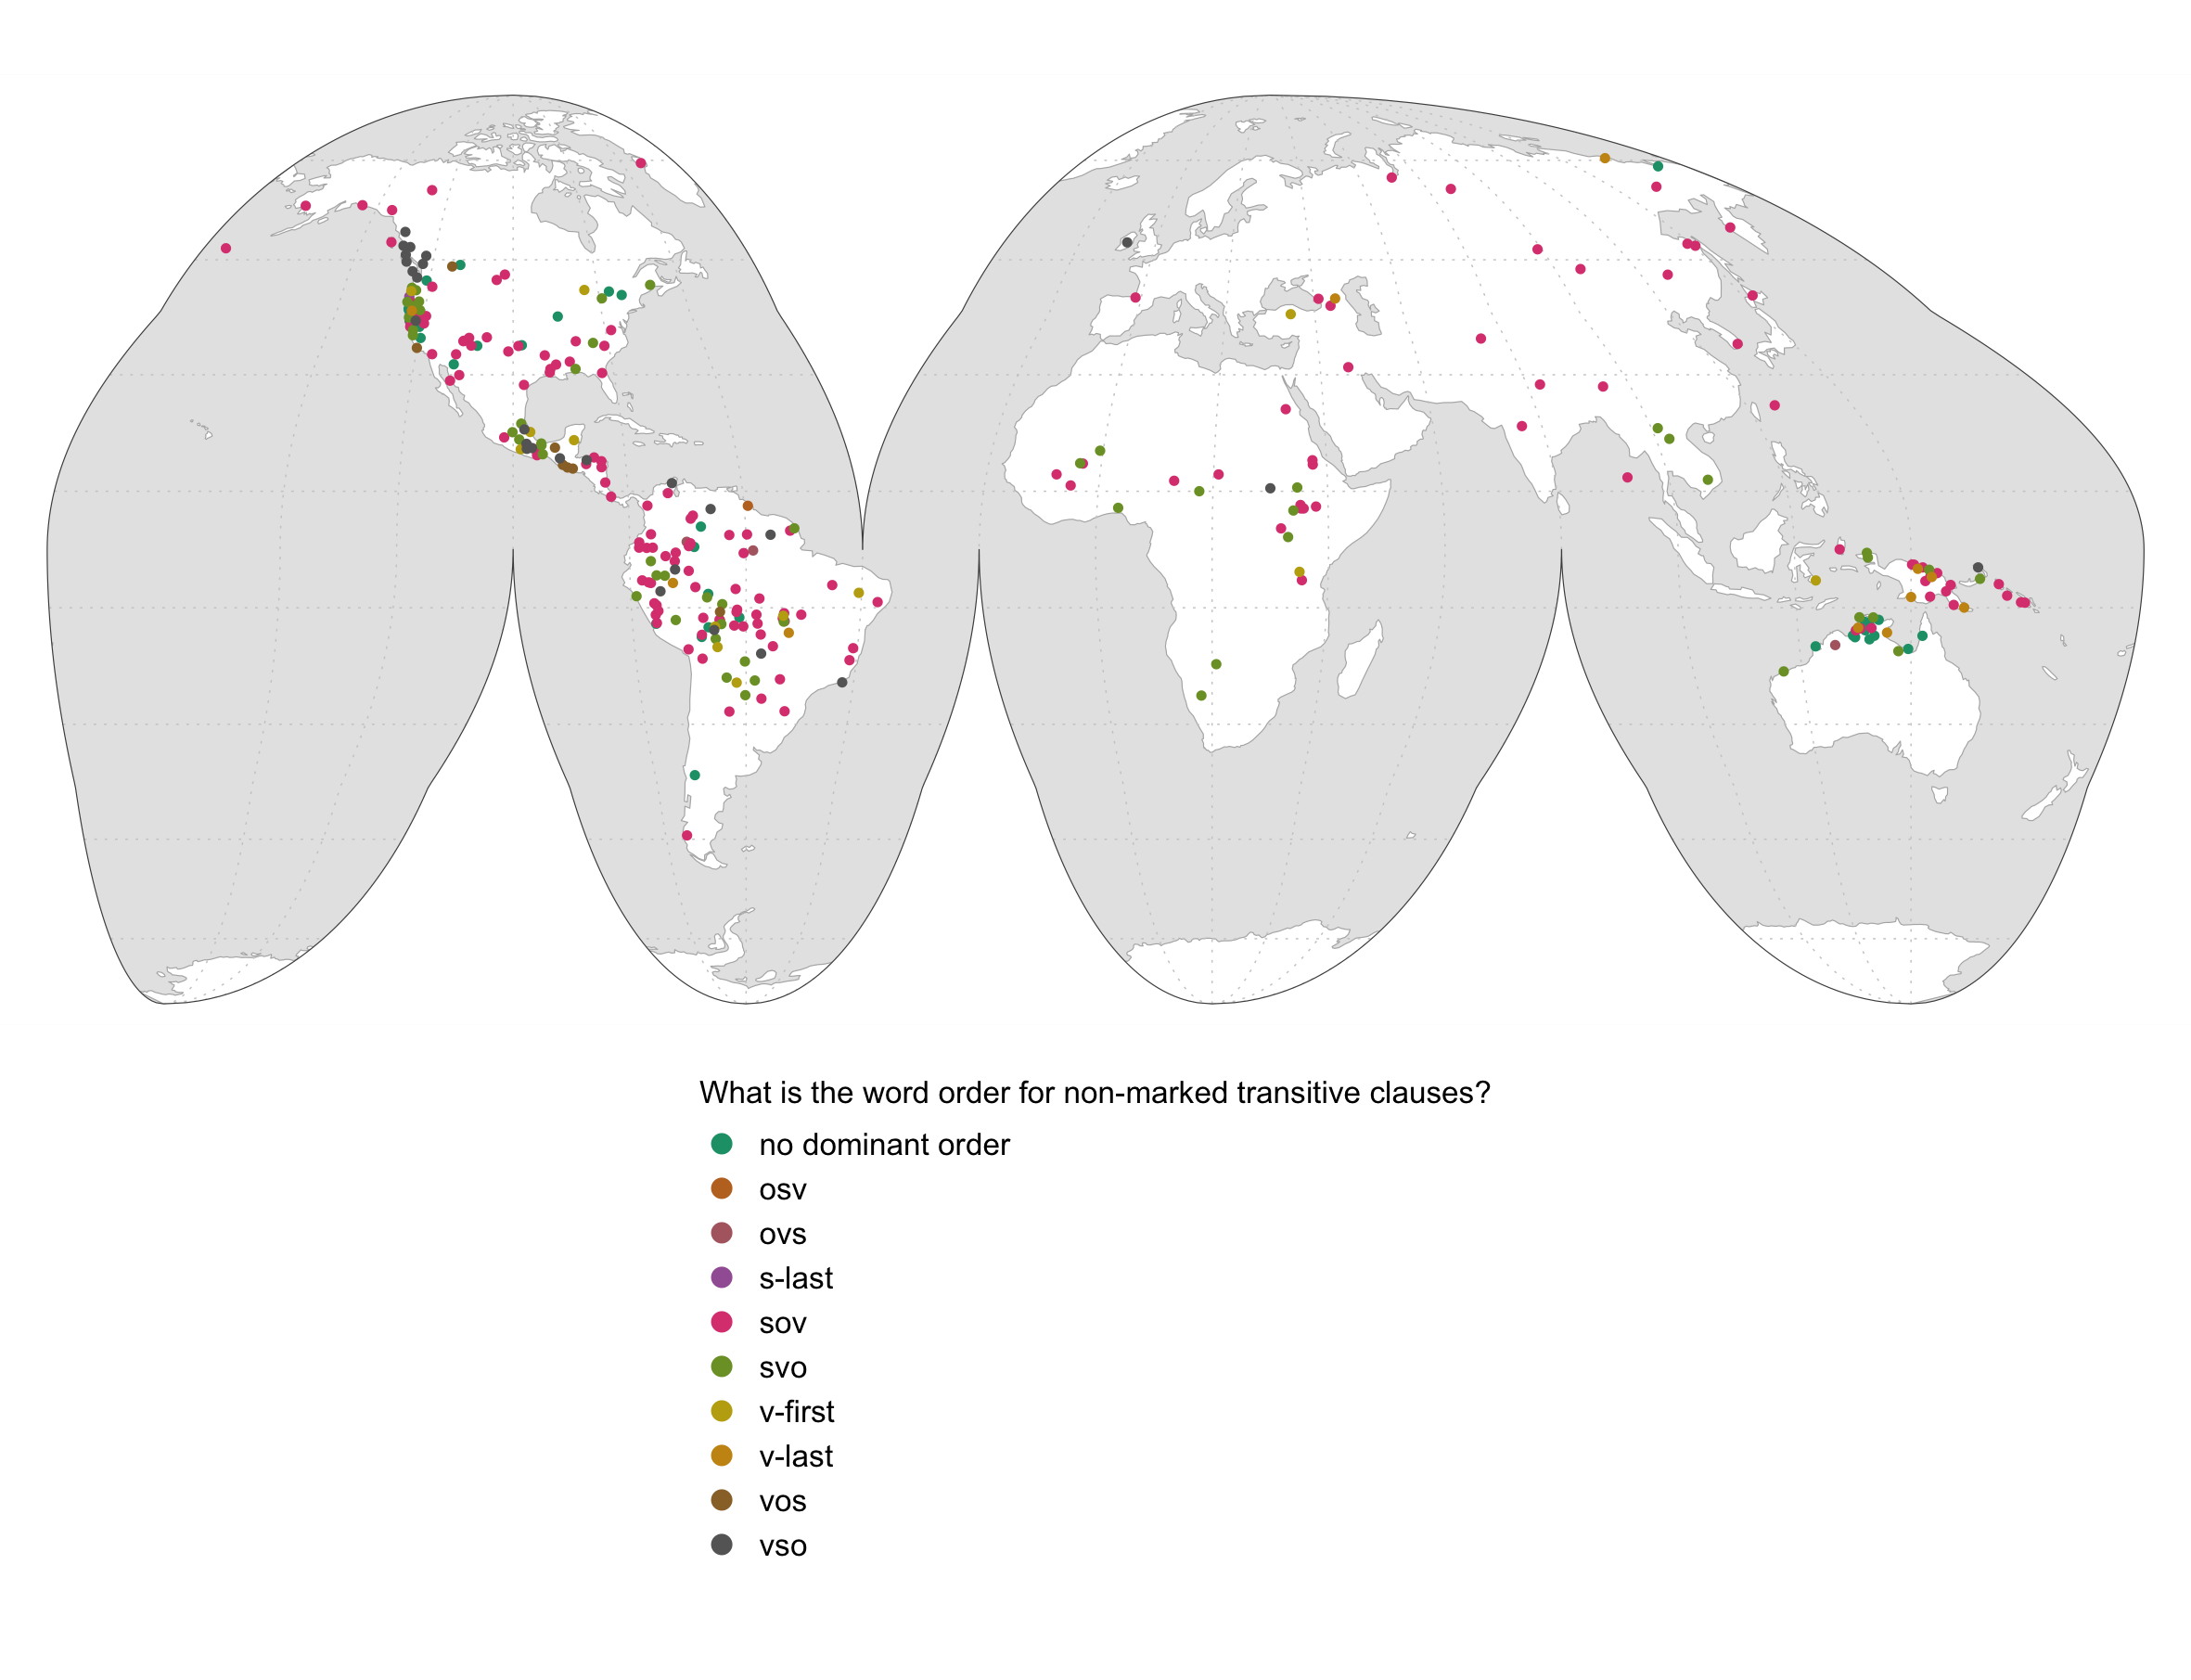 What is the word order for non-marked transitive clauses?
no dominant order
osv
ovs
s-last
sov
svo
v-first
v-last
vos
vso